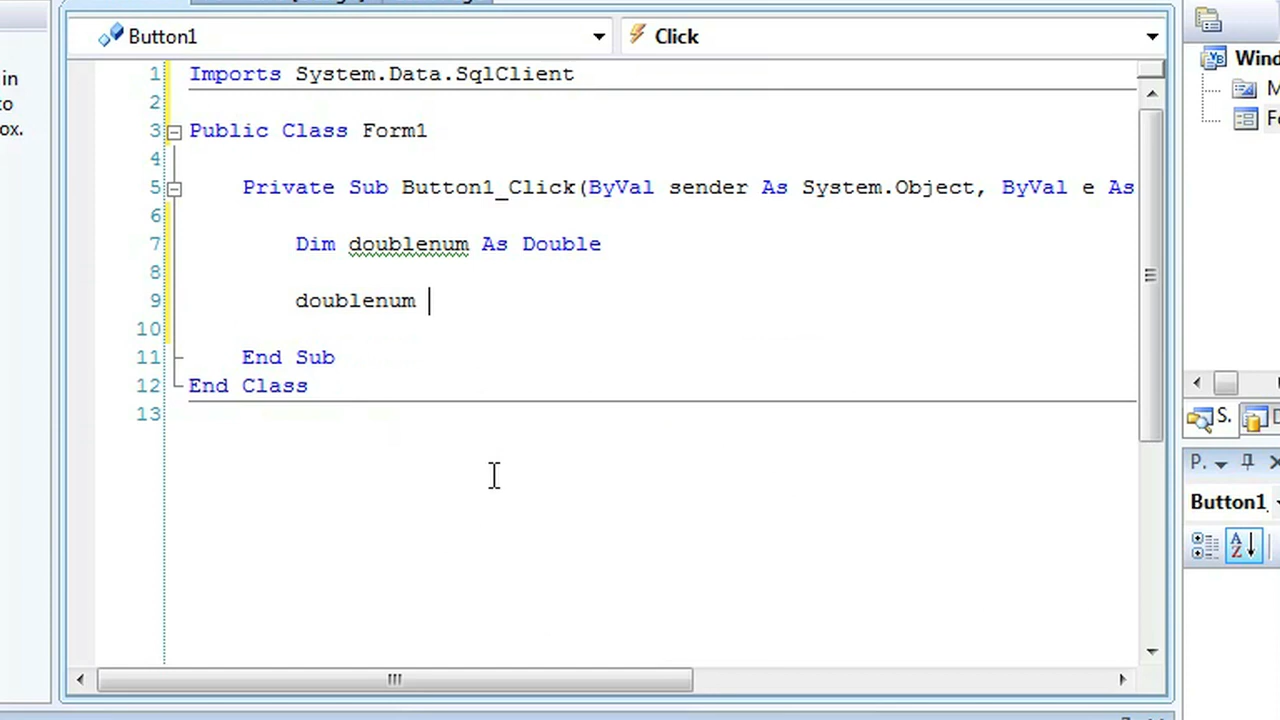 in
to
ox.
Button1
Click
1 Imports System.Data.SqlClient
2
3 Public Class Form1
4
5 Private Sub Button1_Click(ByVal sender As System.Object, ByVal e As
6
7 Dim doublenum As Double
8
9 doublenum
10
11 End Sub
12 End Class
13
Wind
M
Fo
S.
P.
Button1